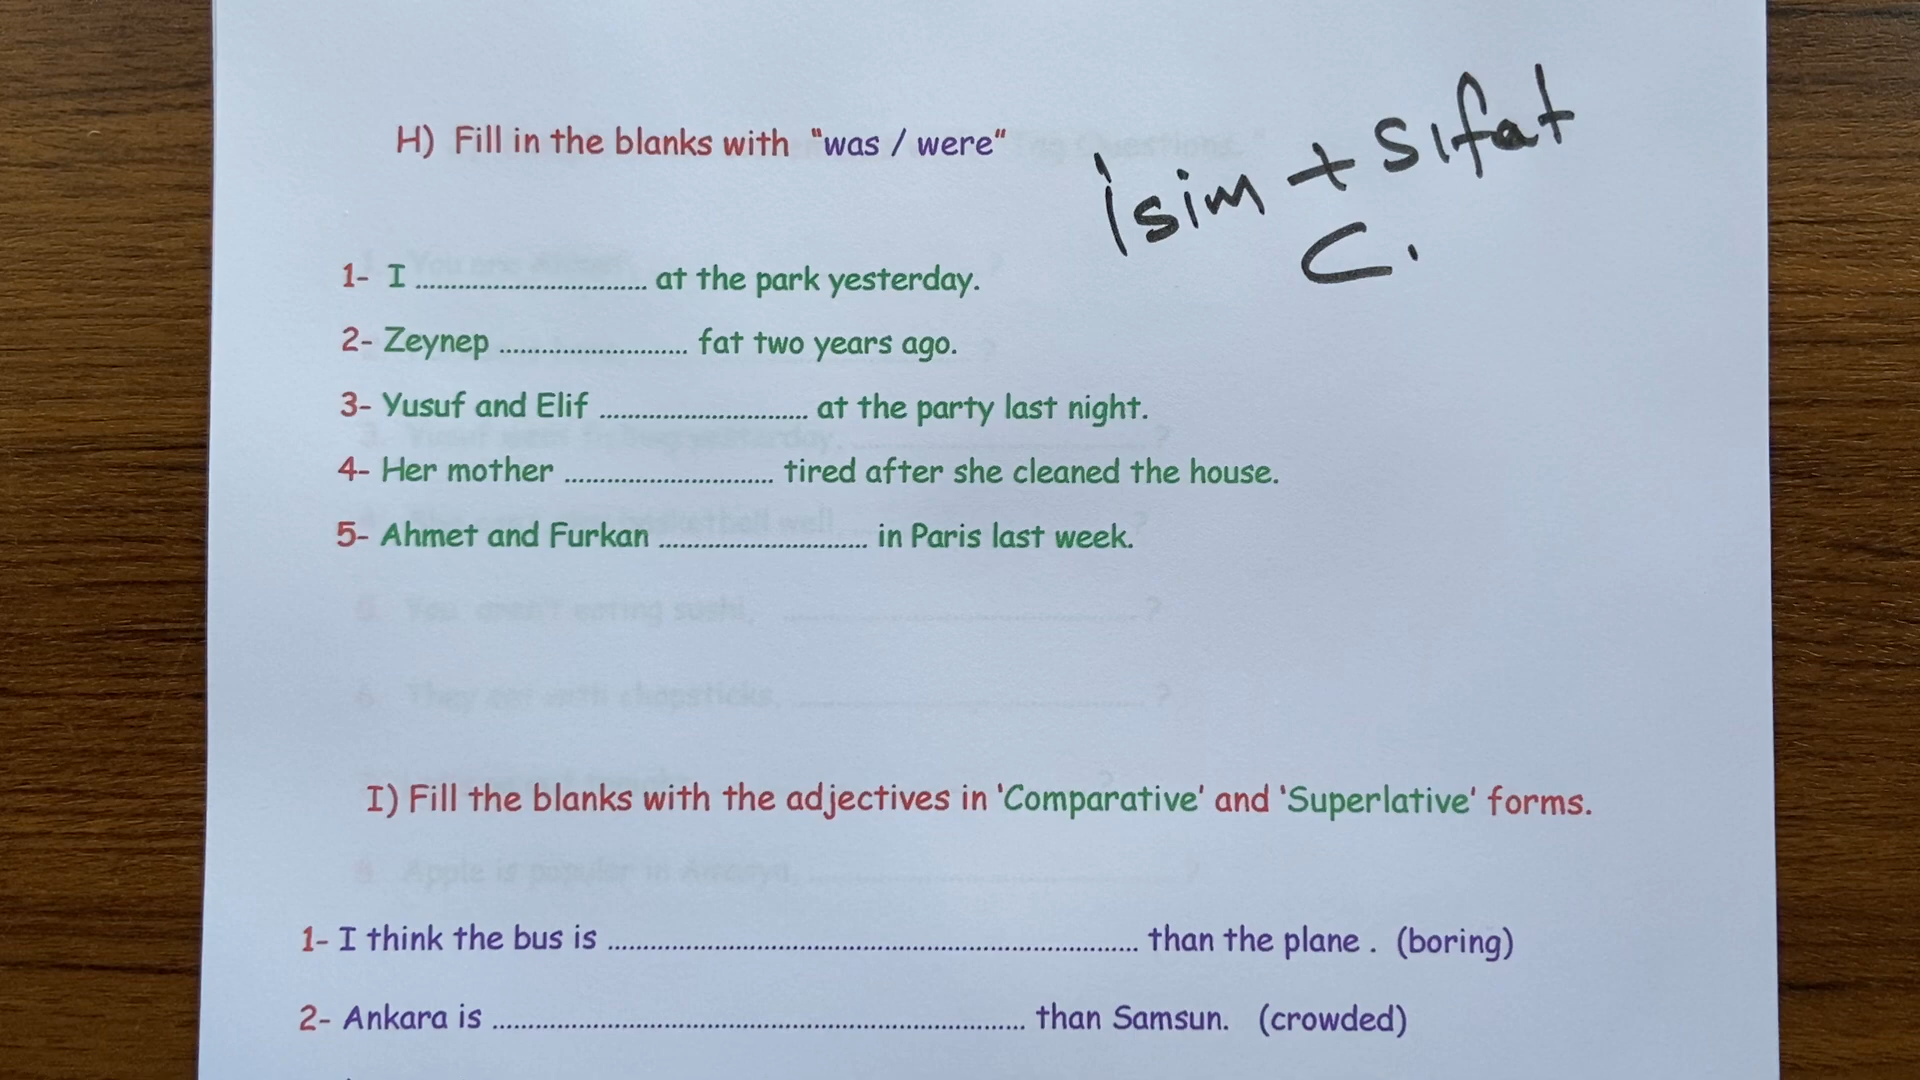 H) Fill in the blanks with "was / were"
İsim + Sıfat
C.
1- I .................................. at the park yesterday.
2- Zeynep ............................ fat two years ago.
3- Yusuf and Elif ............................... at the party last night.
4- Her mother ............................... tired after she cleaned the house.
5- Ahmet and Furkan ............................... in Paris last week.
I) Fill the blanks with the adjectives in 'Comparative' and 'Superlative' forms.
1- I think the bus is ................................................................................ than the plane . (boring)
2- Ankara is ................................................................................ than Samsun. (crowded)